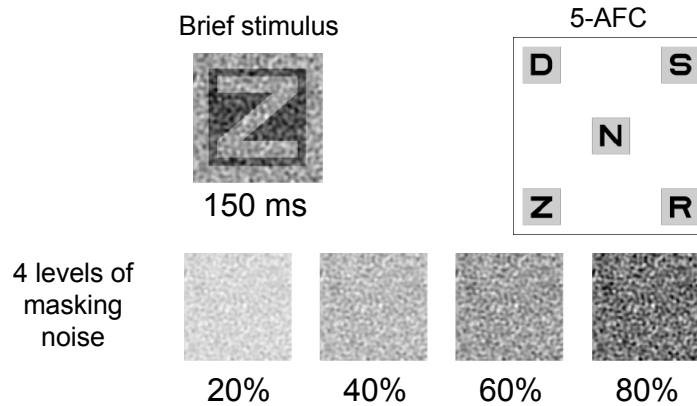 Brief stimulus
Z
150 ms
5-AFC
D S
N
Z R
4 levels of
masking
noise
20% 40% 60% 80%